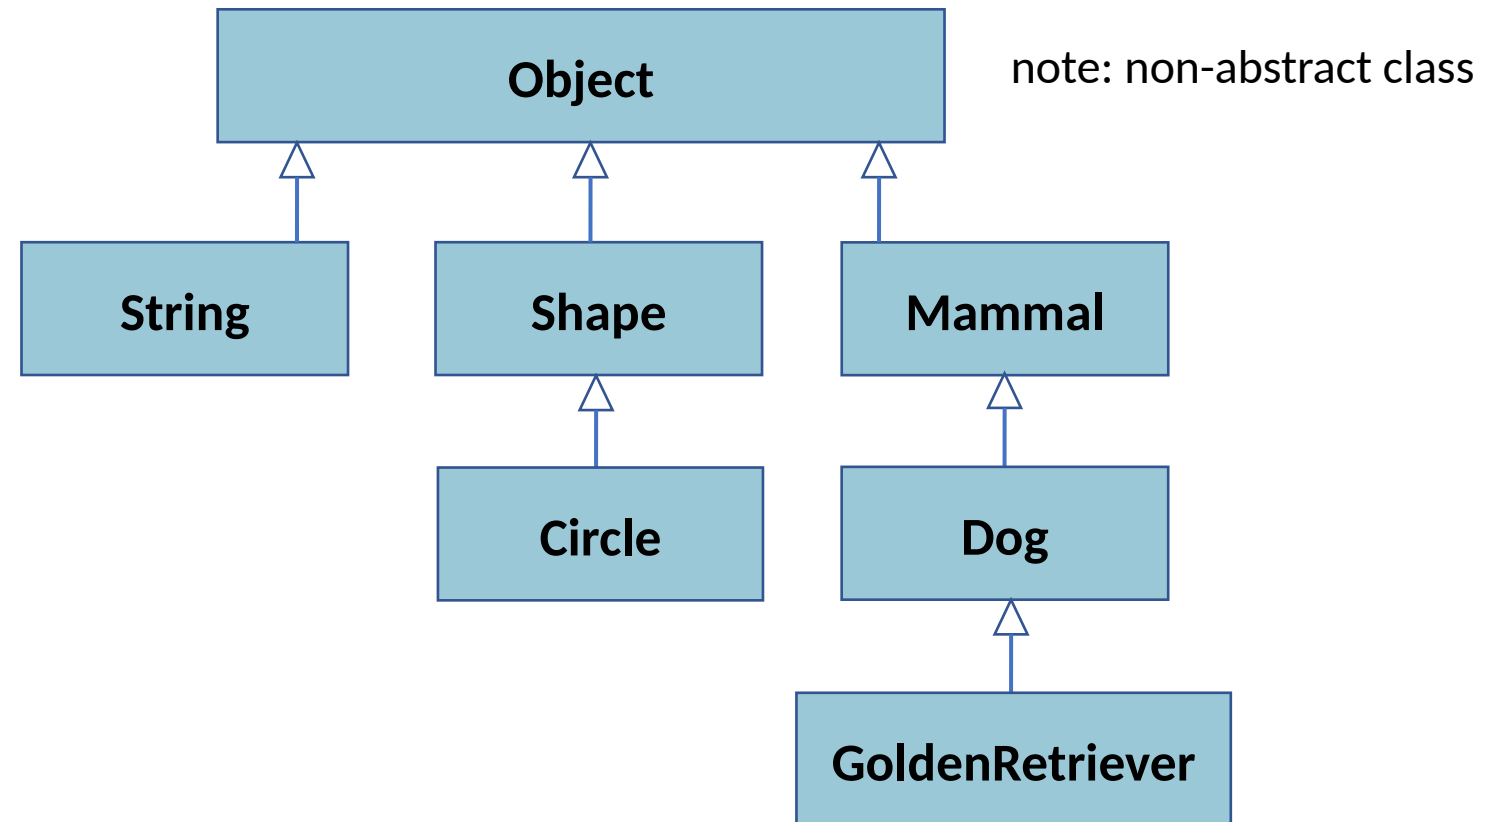 Object
note: non-abstract class
String
Shape
Mammal
Circle
Dog
GoldenRetriever